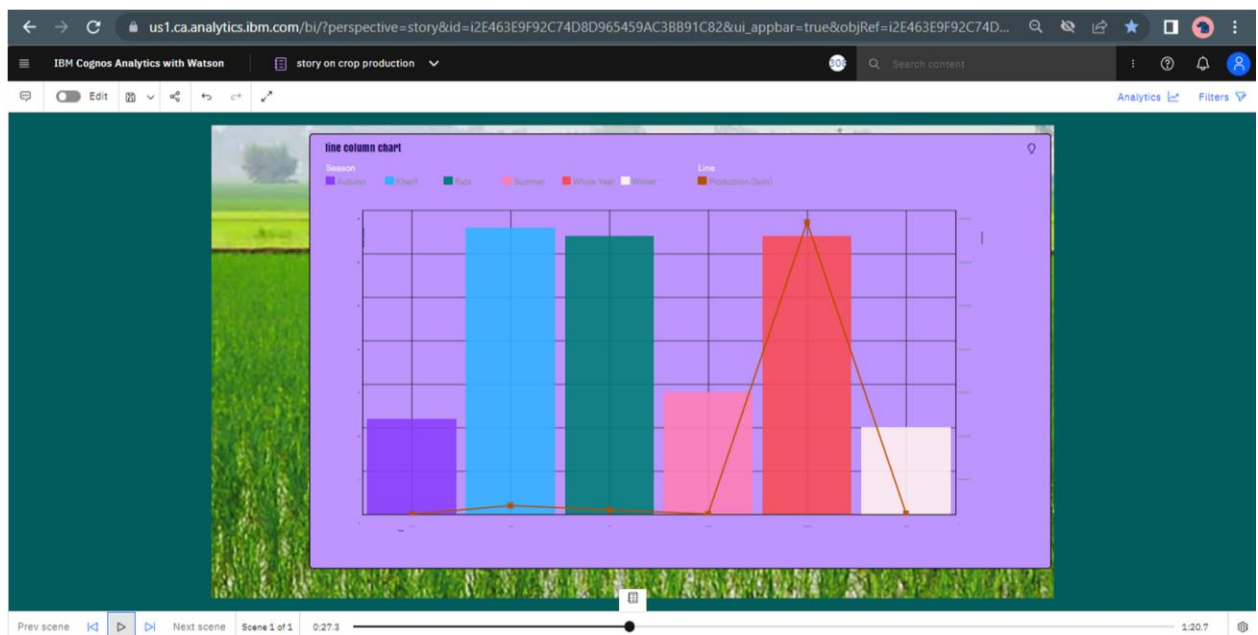 us1.ca.analytics.ibm.com/bi/?perspective=story&id=i2E463E9F92C74D8D965459AC3BB91C82&ui_appbar=true&objRef=i2E463E9F92C74D...
IBM Cognos Analytics with Watson story on crop production Search content
Edit Analytics Filters
line column chart
Season Line
Autumn Kharif Rabi Summer Whole Year Winter Production (Sum)
Prev scene Next scene Scene 1 of 1 0:27.3 1:20.7